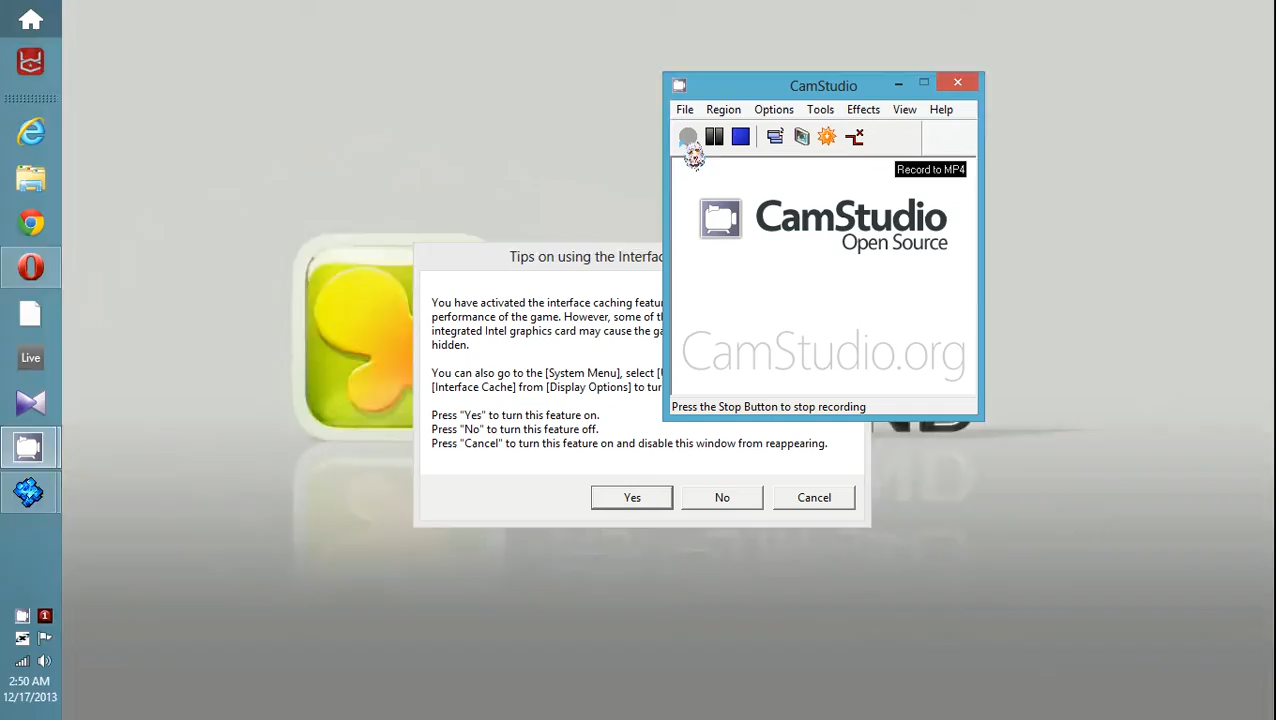 CamStudio
File Region Options Tools Effects View Help
Record to MP4
CamStudio
Open Source
CamStudio.org
Press the Stop Button to stop recording
Tips on using the Interfac
You have activated the interface caching featu
performance of the game. However, some of th
integrated Intel graphics card may cause the ga
hidden.
You can also go to the [System Menu], select [
[Interface Cache] from [Display Options] to tur
Press "Yes" to turn this feature on.
Press "No" to turn this feature off.
Press "Cancel" to turn this feature on and disable this window from reappearing.
Yes No Cancel
Live
2:50 AM
12/17/2013